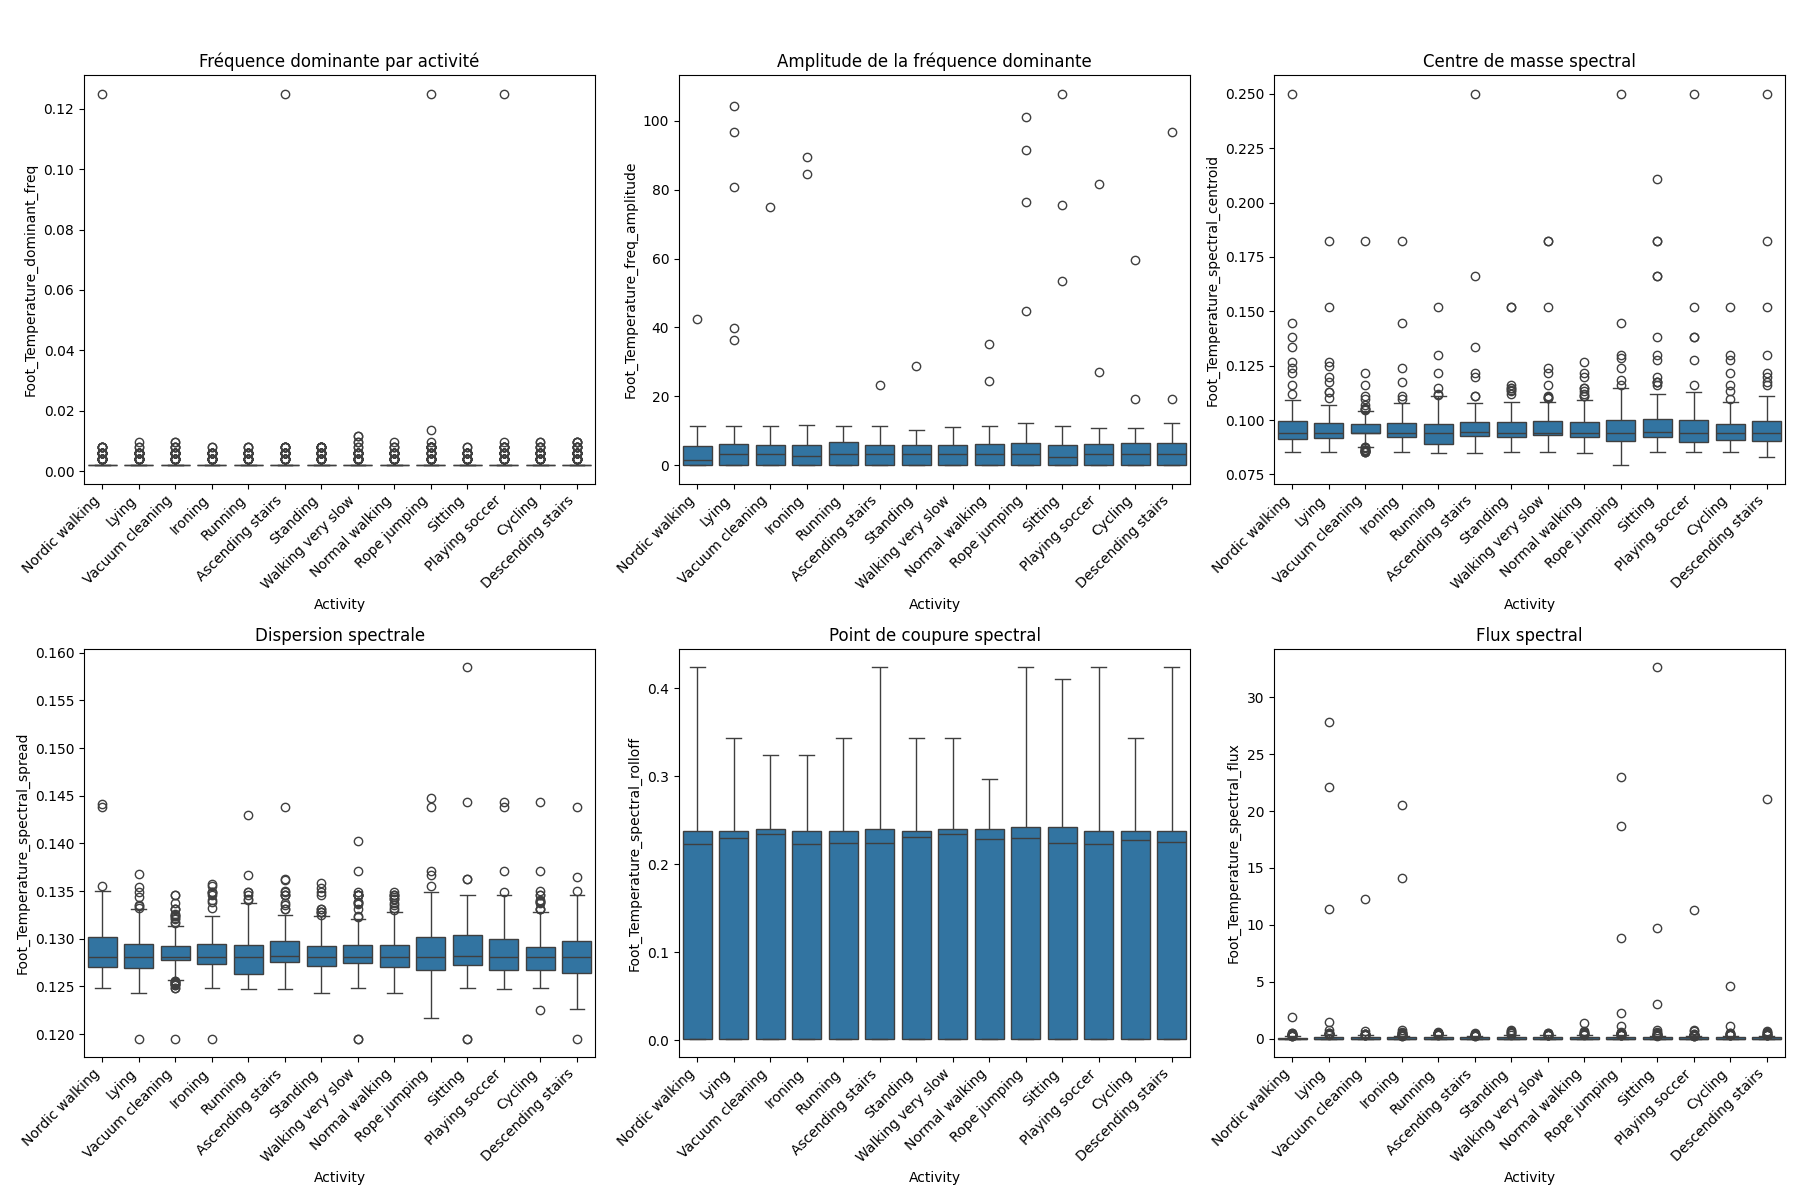 Fréquence dominante par activité
Foot_Temperature_dominant_freq
0.12
0.10
0.08
0.06
0.04
0.02
0.00
Nordic walking
Lying
Vacuum cleaning
Ironing
Running
Ascending stairs
Standing
Walking very slow
Normal walking
Rope jumping
Sitting
Playing soccer
Cycling
Descending stairs
Activity
Amplitude de la fréquence dominante
Foot_Temperature_freq_amplitude
100
80
60
40
20
0
Nordic walking
Lying
Vacuum cleaning
Ironing
Running
Ascending stairs
Standing
Walking very slow
Normal walking
Rope jumping
Sitting
Playing soccer
Cycling
Descending stairs
Activity
Centre de masse spectral
Foot_Temperature_spectral_centroid
0.250
0.225
0.200
0.175
0.150
0.125
0.100
0.075
Nordic walking
Lying
Vacuum cleaning
Ironing
Running
Ascending stairs
Standing
Walking very slow
Normal walking
Rope jumping
Sitting
Playing soccer
Cycling
Descending stairs
Activity
Dispersion spectrale
Foot_Temperature_spectral_spread
0.160
0.155
0.150
0.145
0.140
0.135
0.130
0.125
0.120
Nordic walking
Lying
Vacuum cleaning
Ironing
Running
Ascending stairs
Standing
Walking very slow
Normal walking
Rope jumping
Sitting
Playing soccer
Cycling
Descending stairs
Activity
Point de coupure spectral
Foot_Temperature_spectral_rolloff
0.4
0.3
0.2
0.1
0.0
Nordic walking
Lying
Vacuum cleaning
Ironing
Running
Ascending stairs
Standing
Walking very slow
Normal walking
Rope jumping
Sitting
Playing soccer
Cycling
Descending stairs
Activity
Flux spectral
Foot_Temperature_spectral_flux
30
25
20
15
10
5
0
Nordic walking
Lying
Vacuum cleaning
Ironing
Running
Ascending stairs
Standing
Walking very slow
Normal walking
Rope jumping
Sitting
Playing soccer
Cycling
Descending stairs
Activity